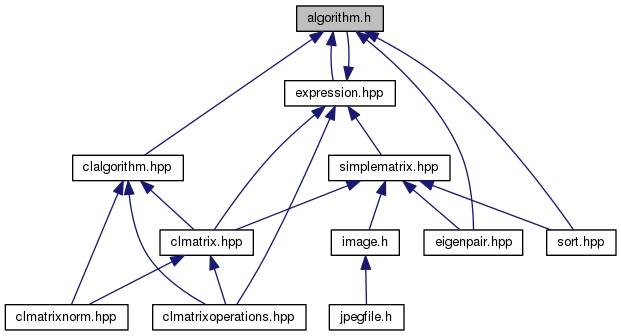 algorithm.h
expression.hpp
clalgorithm.hpp
simplematrix.hpp
clmatrix.hpp
image.h
eigenpair.hpp
sort.hpp
clmatrixnorm.hpp
clmatrixoperations.hpp
jpegfile.h